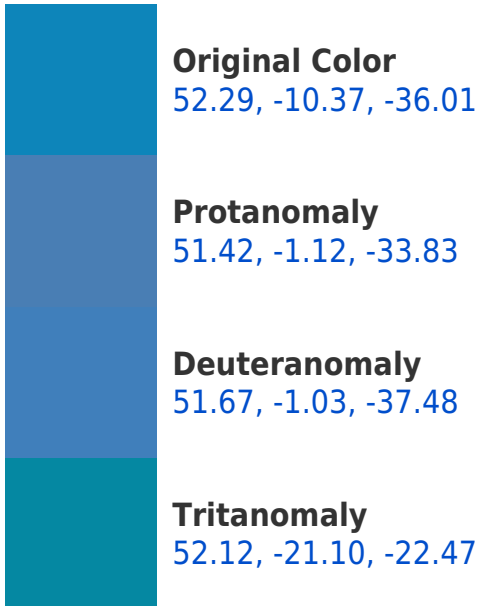 Original Color
52.29, -10.37, -36.01
Protanomaly
51.42, -1.12, -33.83
Deuteranomaly
51.67, -1.03, -37.48
Tritanomaly
52.12, -21.10, -22.47